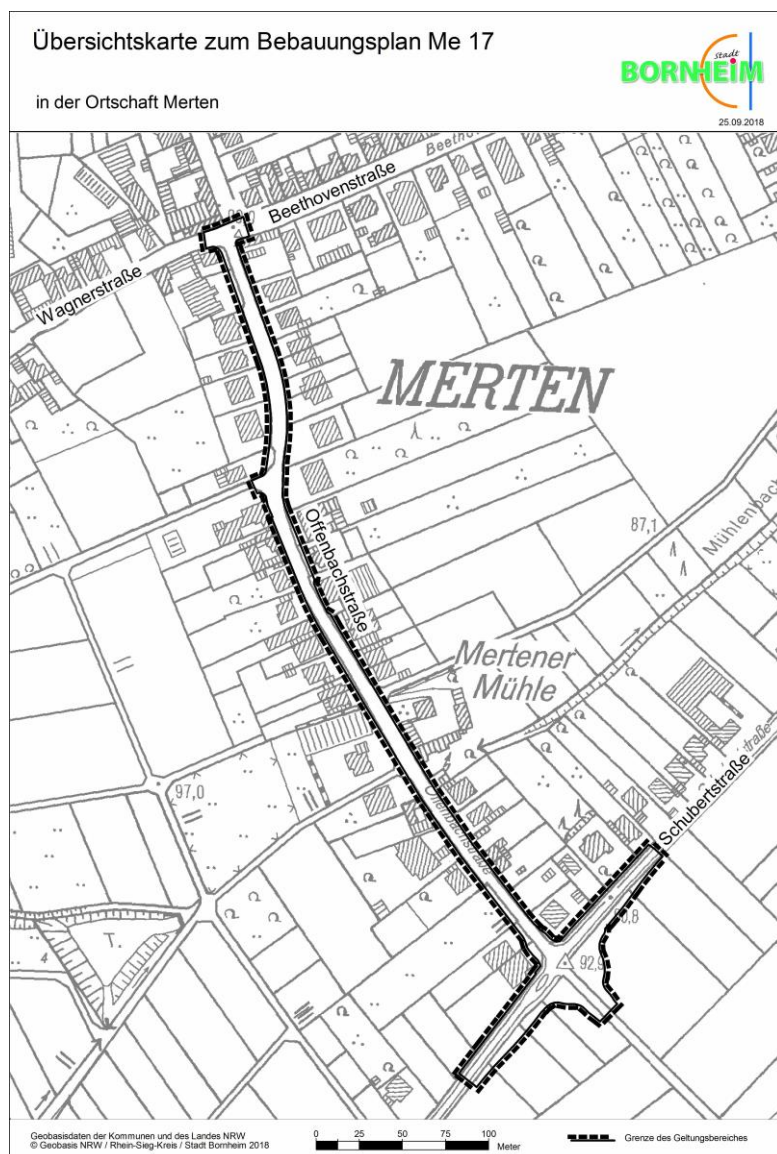 Übersichtskarte zum Bebauungsplan Me 17
in der Ortschaft Merten
Stadt
BORNHEIM
25.09.2018
Beethovenstraße
Wagnerstraße
MERTEN
Offenbachstraße
87,1
Mühlenbach
Mertener
Mühle
97,0
Offenbachstraße
Schubertstraße
T.
4
92,9
Geobasisdaten der Kommunen und des Landes NRW
© Geobasis NRW / Rhein-Sieg-Kreis / Stadt Bornheim 2018
0 25 50 75 100
Meter
Grenze des Geltungsbereiches